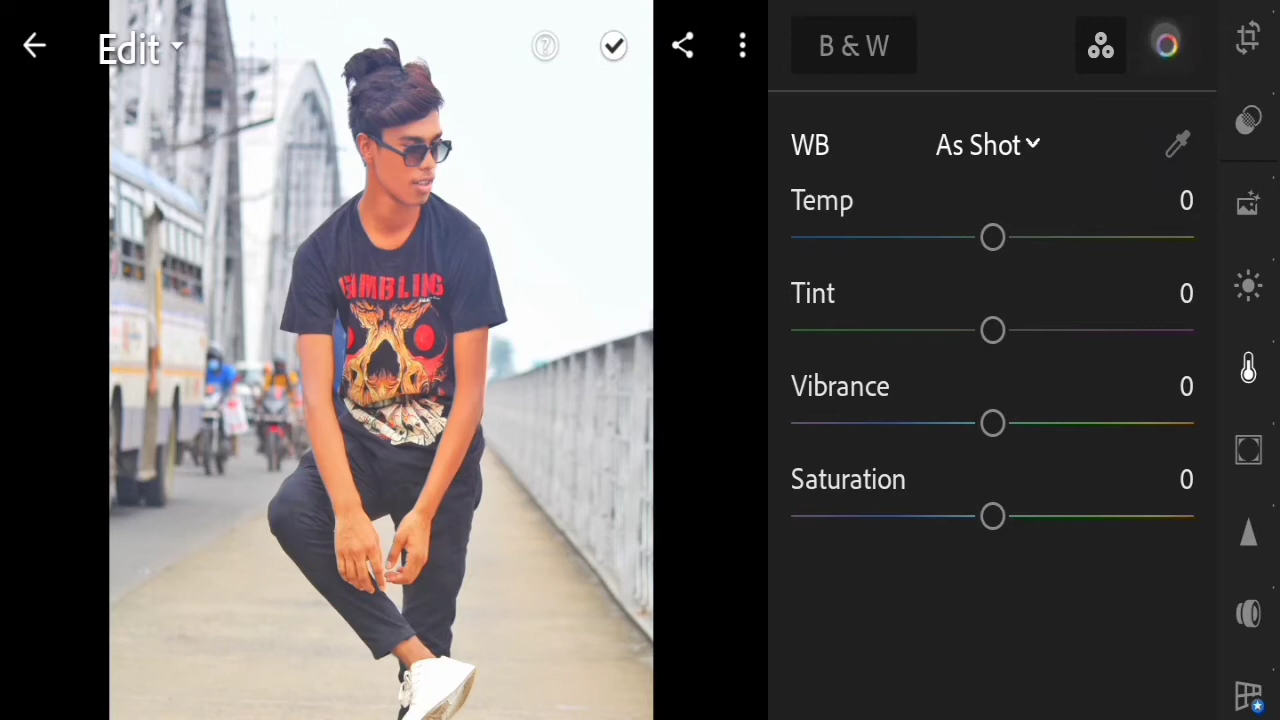 Edit
B & W
WB
As Shot
Temp
0
Tint
0
Vibrance
0
Saturation
0
GAMBLING